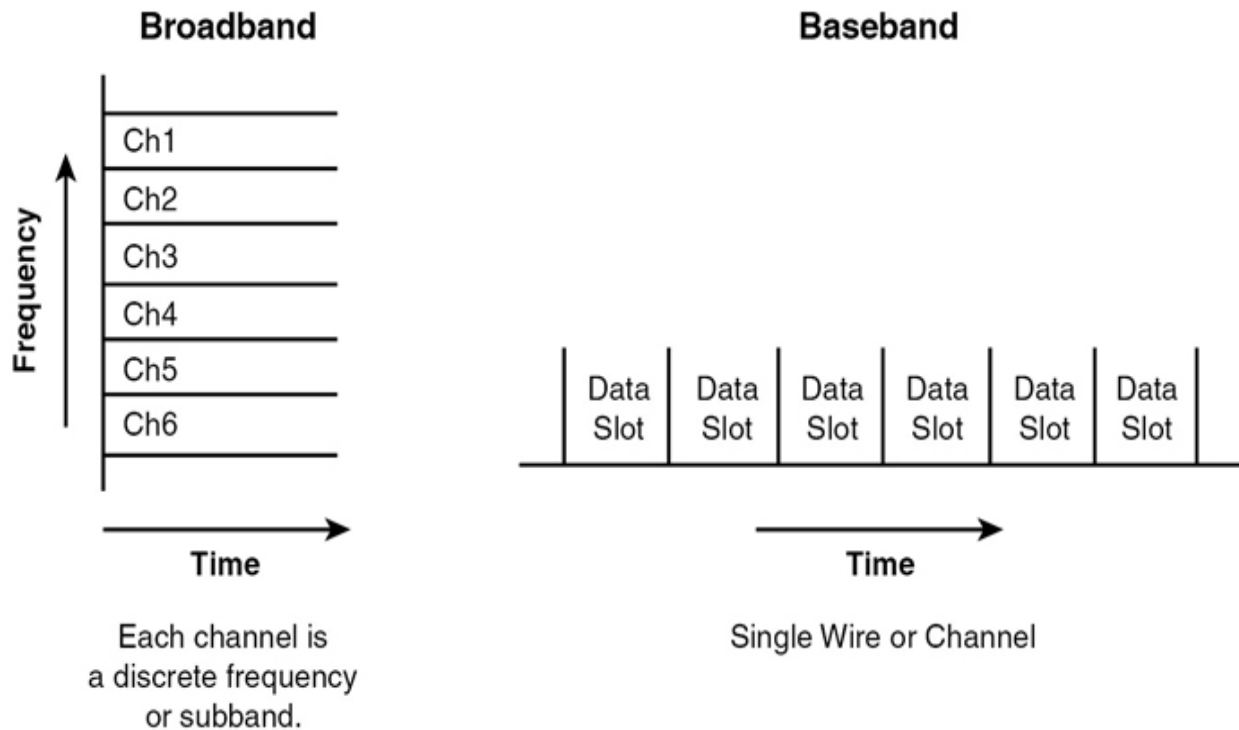 Broadband
Ch1
Ch2
Ch3
Ch4
Ch5
Ch6
Frequency
Time
Each channel is
a discrete frequency
or subband.
Baseband
Data Data Data Data Data Data
Slot Slot Slot Slot Slot Slot
Time
Single Wire or Channel